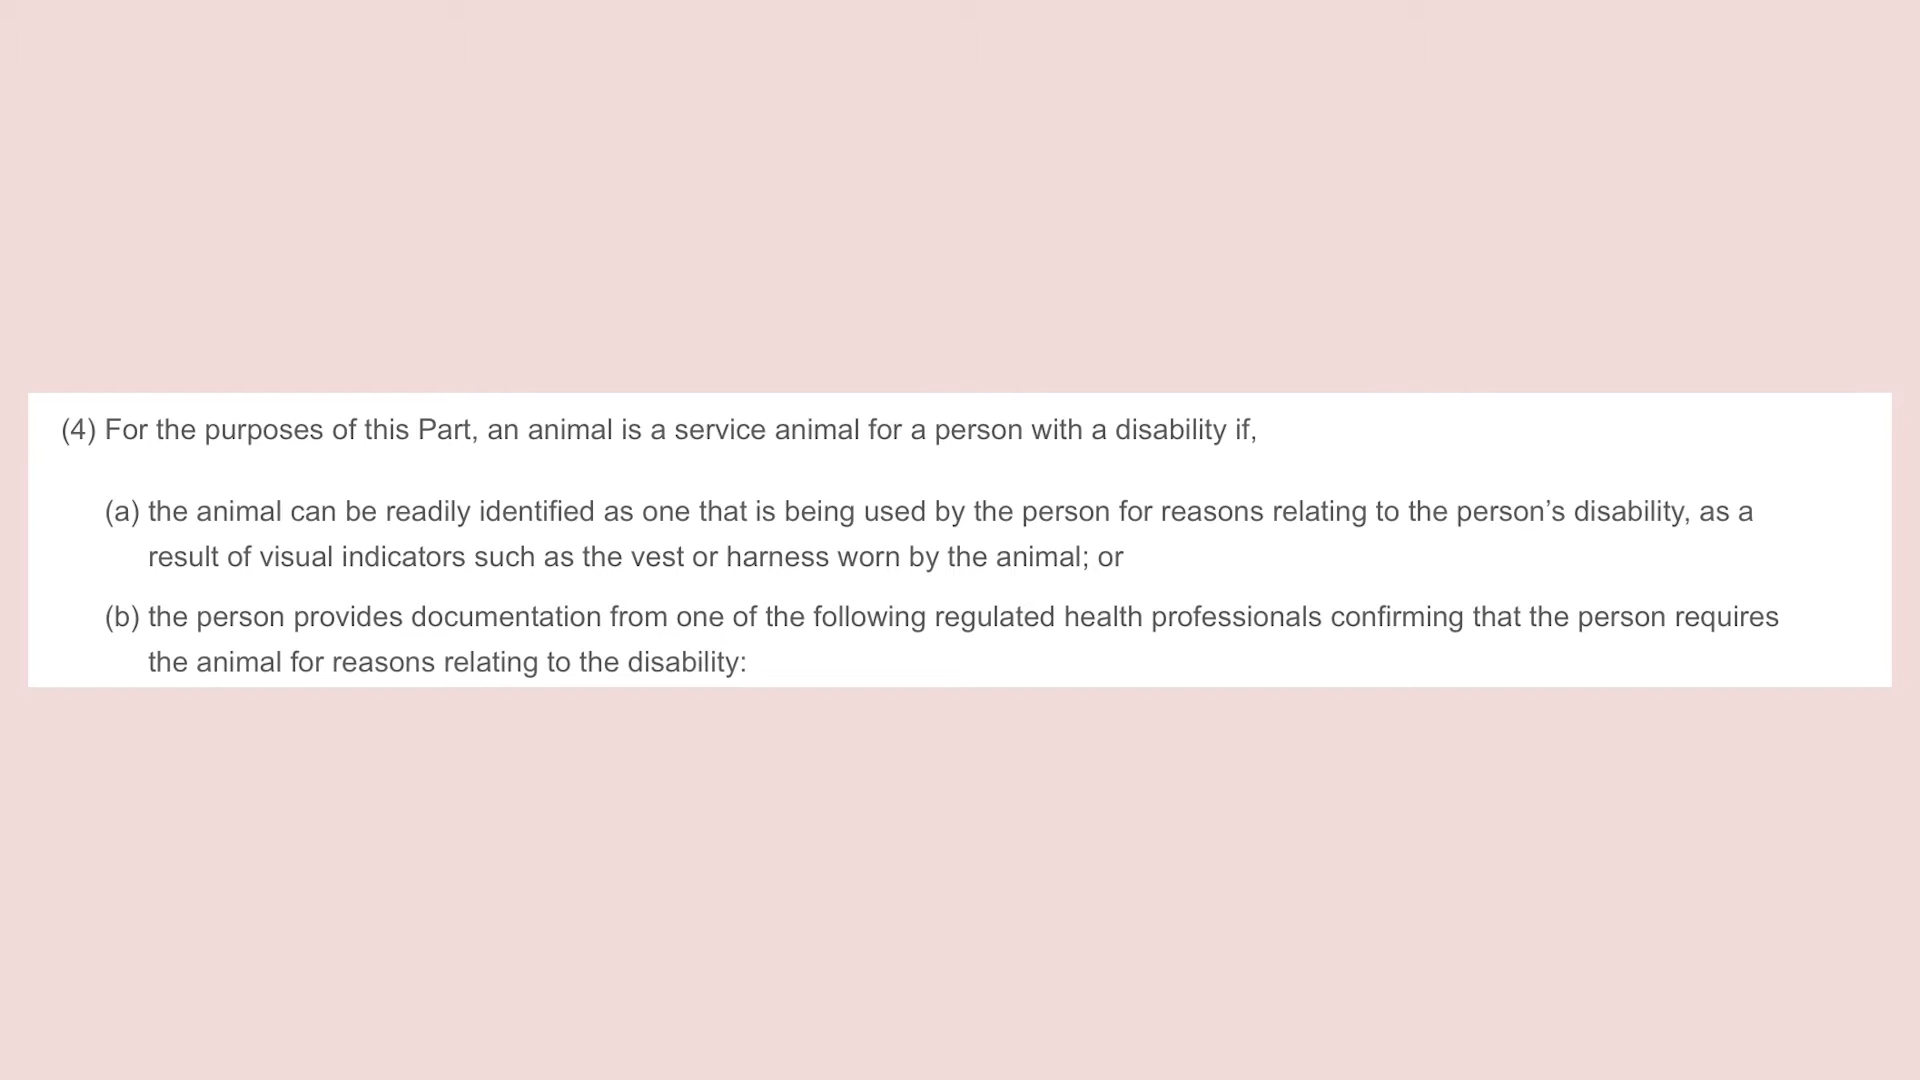 (4) For the purposes of this Part, an animal is a service animal for a person with a disability if,
(a) the animal can be readily identified as one that is being used by the person for reasons relating to the person’s disability, as a
result of visual indicators such as the vest or harness worn by the animal; or
(b) the person provides documentation from one of the following regulated health professionals confirming that the person requires
the animal for reasons relating to the disability: